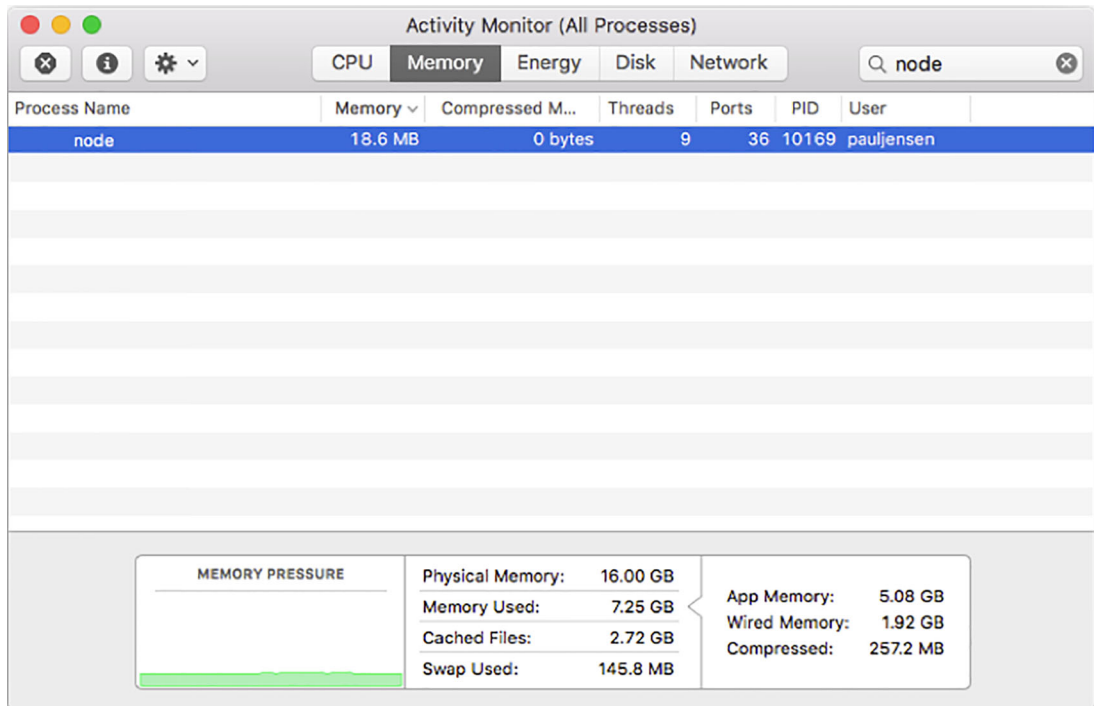 Activity Monitor (All Processes)
CPU Memory Energy Disk Network node
Process Name Memory Compressed M... Threads Ports PID User
node 18.6 MB 0 bytes 9 36 10169 pauljensen
MEMORY PRESSURE
Physical Memory: 16.00 GB
Memory Used: 7.25 GB
Cached Files: 2.72 GB
Swap Used: 145.8 MB
App Memory: 5.08 GB
Wired Memory: 1.92 GB
Compressed: 257.2 MB